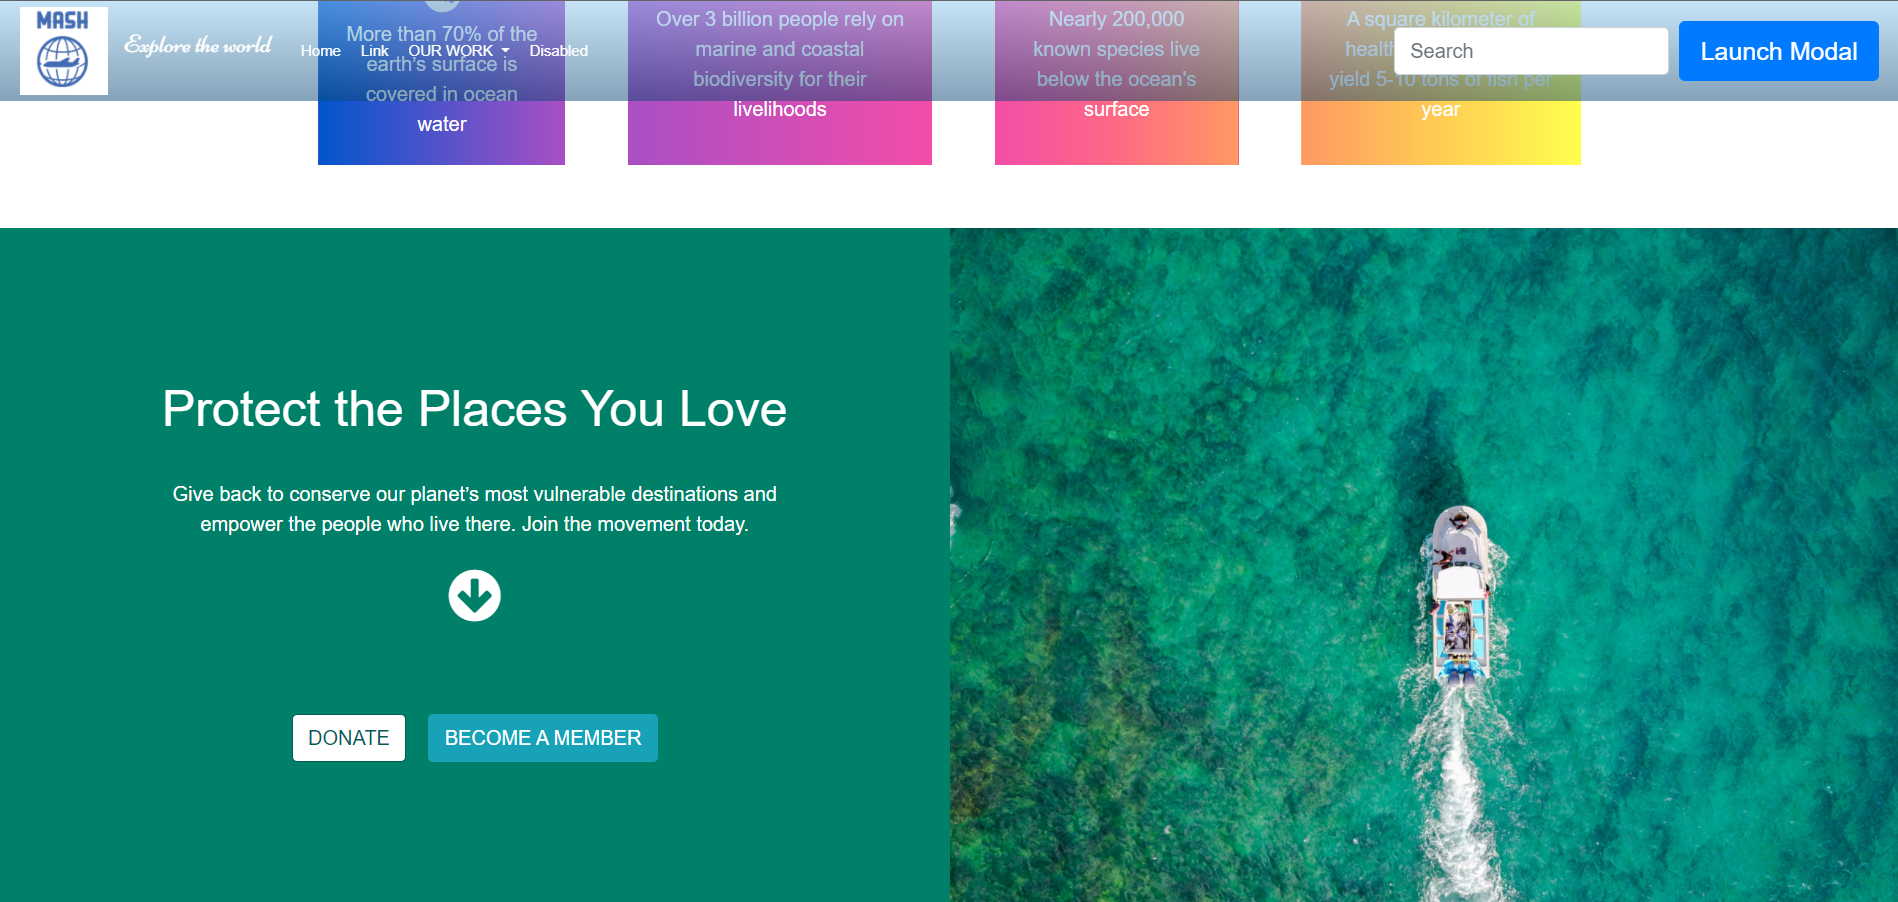 MASH
Explore the world
Home
Link
OUR WORK
Disabled
Search
Launch Modal
More than 70% of the
earth's surface is
covered in ocean
water
Over 3 billion people rely on
marine and coastal
biodiversity for their
livelihoods
Nearly 200,000
known species live
below the ocean's
surface
A square kilometer of
yield 5-10 tons of fish per
year
Protect the Places You Love
Give back to conserve our planet’s most vulnerable destinations and
empower the people who live there. Join the movement today.
DONATE
BECOME A MEMBER